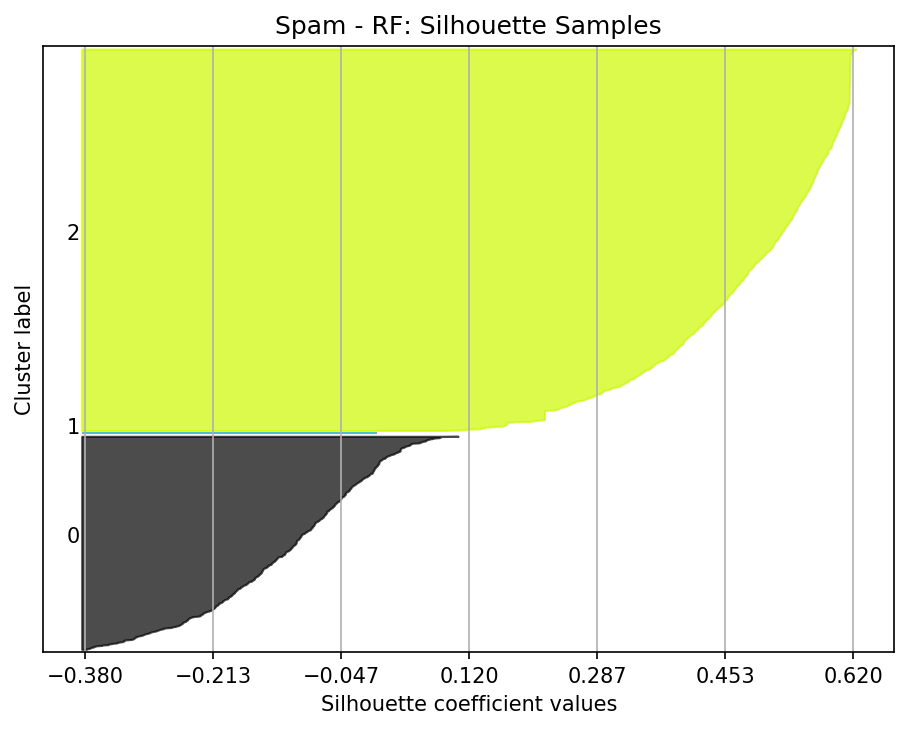 Spam - RF: Silhouette Samples
Cluster label
2
1
0
−0.380 −0.213 −0.047 0.120 0.287 0.453 0.620
Silhouette coefficient values